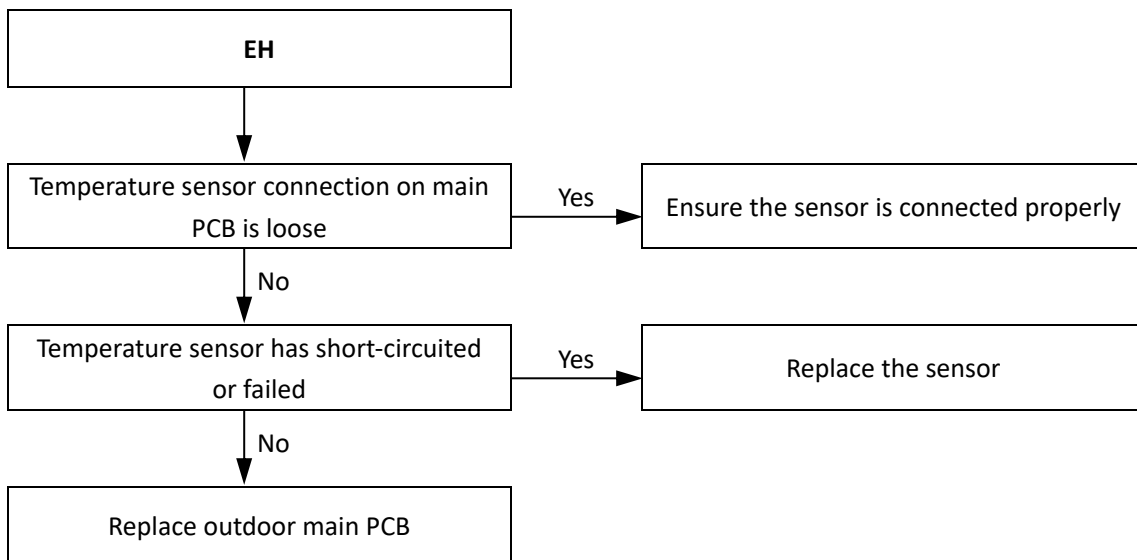 EH
Temperature sensor connection on main
PCB is loose
Yes
Ensure the sensor is connected properly
No
Temperature sensor has short-circuited
or failed
Yes
Replace the sensor
No
Replace outdoor main PCB